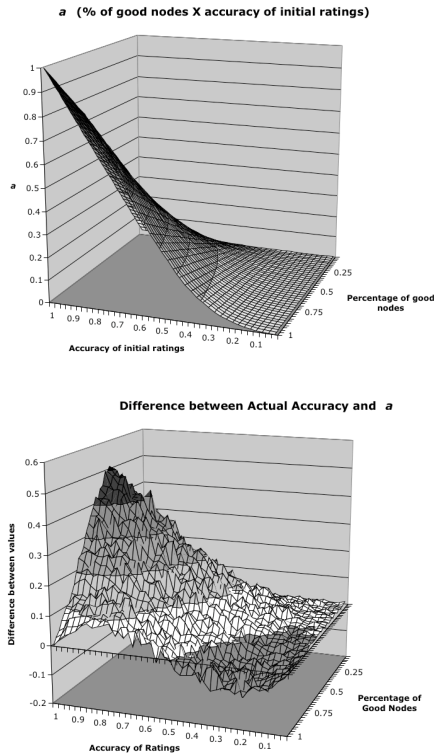 a (% of good nodes X accuracy of initial ratings)
1
0.9
0.8
0.7
0.6
0.5
0.4
0.3
0.2
0.1
0
a
1 0.9 0.8 0.7 0.6 0.5 0.4 0.3 0.2 0.1
Accuracy of initial ratings
0.25
0.5
0.75
1
Percentage of good
nodes
Difference between Actual Accuracy and a
0.6
0.5
0.4
0.3
0.2
0.1
0
-0.1
-0.2
Difference between values
1 0.9 0.8 0.7 0.6 0.5 0.4 0.3 0.2 0.1
Accuracy of Ratings
0.25
0.5
0.75
1
Percentage of
Good Nodes